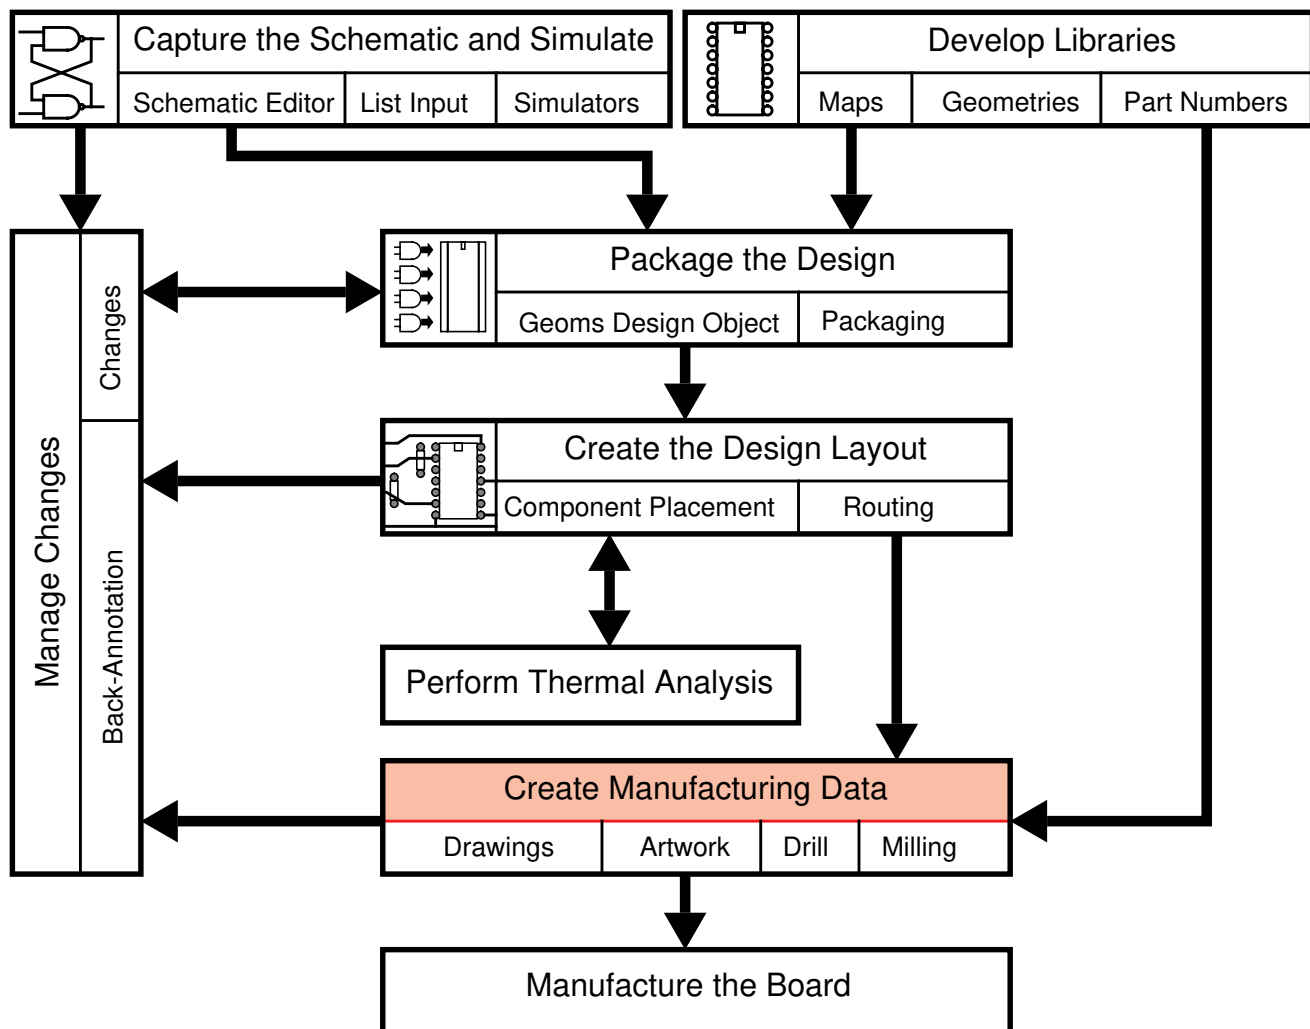 Capture the Schematic and Simulate
Schematic Editor
List Input
Simulators
Develop Libraries
Maps
Geometries
Part Numbers
Manage Changes
Changes
Back-Annotation
Package the Design
Geoms Design Object
Packaging
Create the Design Layout
Component Placement
Routing
Perform Thermal Analysis
Create Manufacturing Data
Drawings
Artwork
Drill
Milling
Manufacture the Board